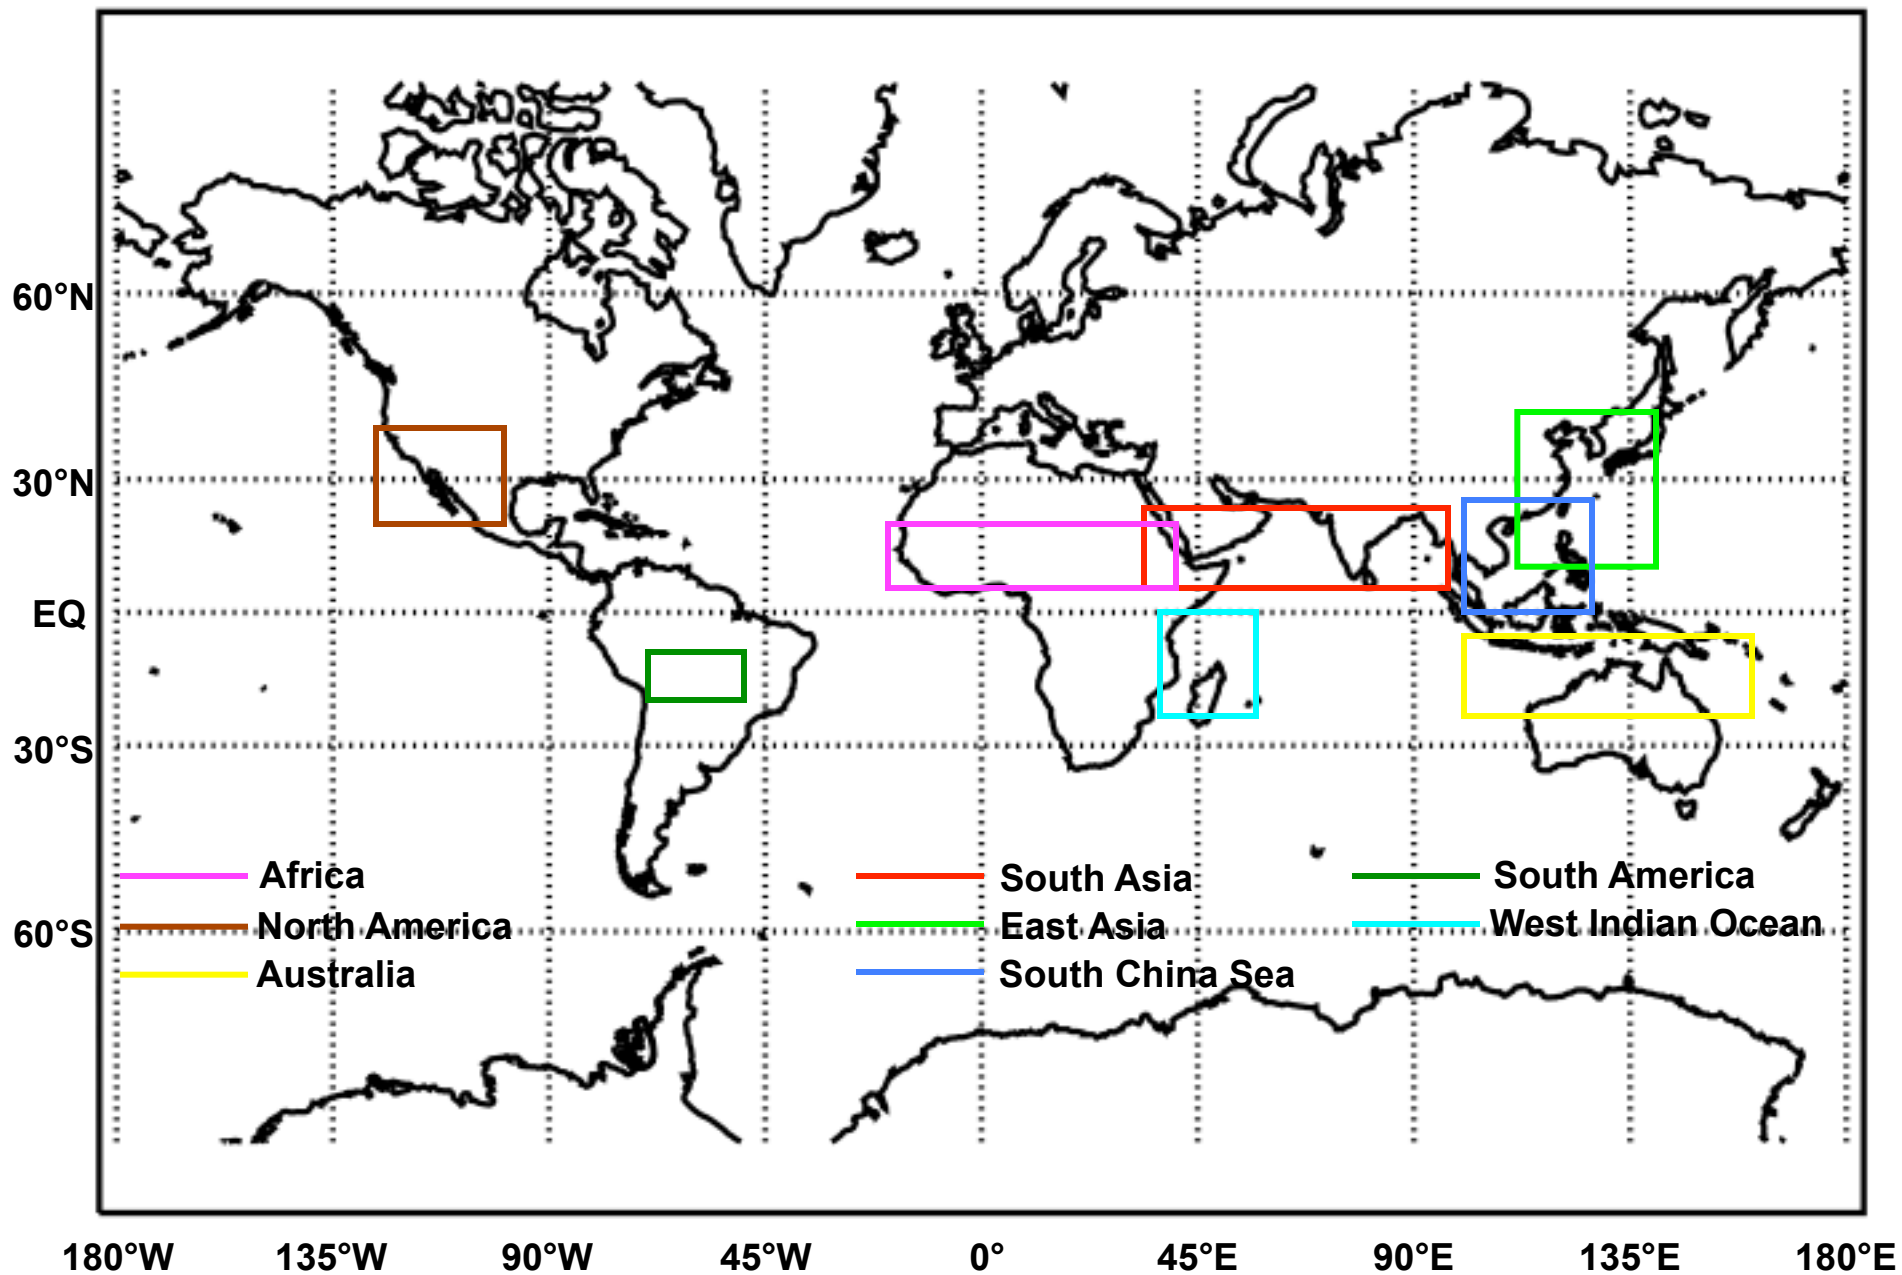 60°N
30°N
EQ
30°S
60°S
Africa
North America
Australia
South Asia
East Asia
South China Sea
South America
West Indian Ocean
180°W 135°W 90°W 45°W 0° 45°E 90°E 135°E 180°E